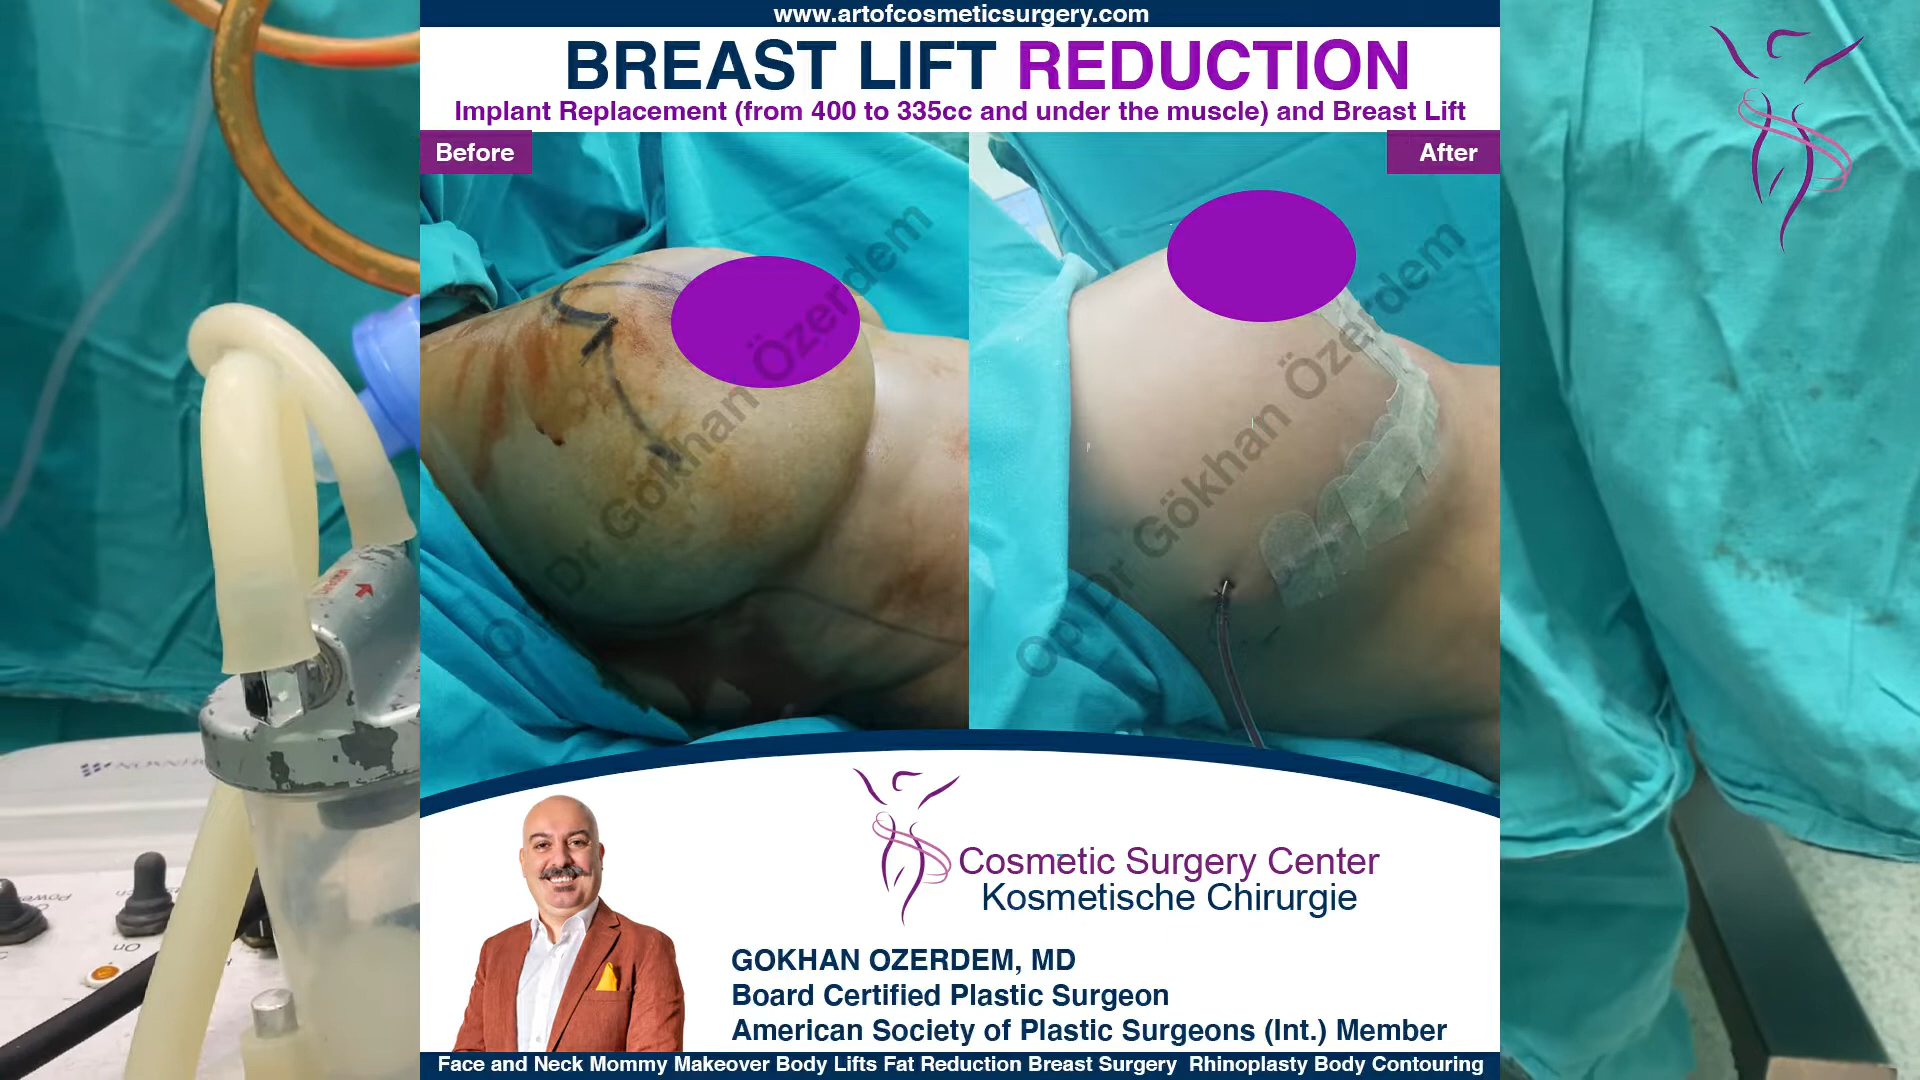 www.artofcosmeticsurgery.com
BREAST LIFT REDUCTION
Implant Replacement (from 400 to 335cc and under the muscle) and Breast Lift
Before
After
Op Dr Gökhan Özerdem
Op Dr Gökhan Özerdem
Cosmetic Surgery Center
Kosmetische Chirurgie
GOKHAN OZERDEM, MD
Board Certified Plastic Surgeon
American Society of Plastic Surgeons (Int.) Member
Face and Neck Mommy Makeover Body Lifts Fat Reduction Breast Surgery Rhinoplasty Body Contouring
On